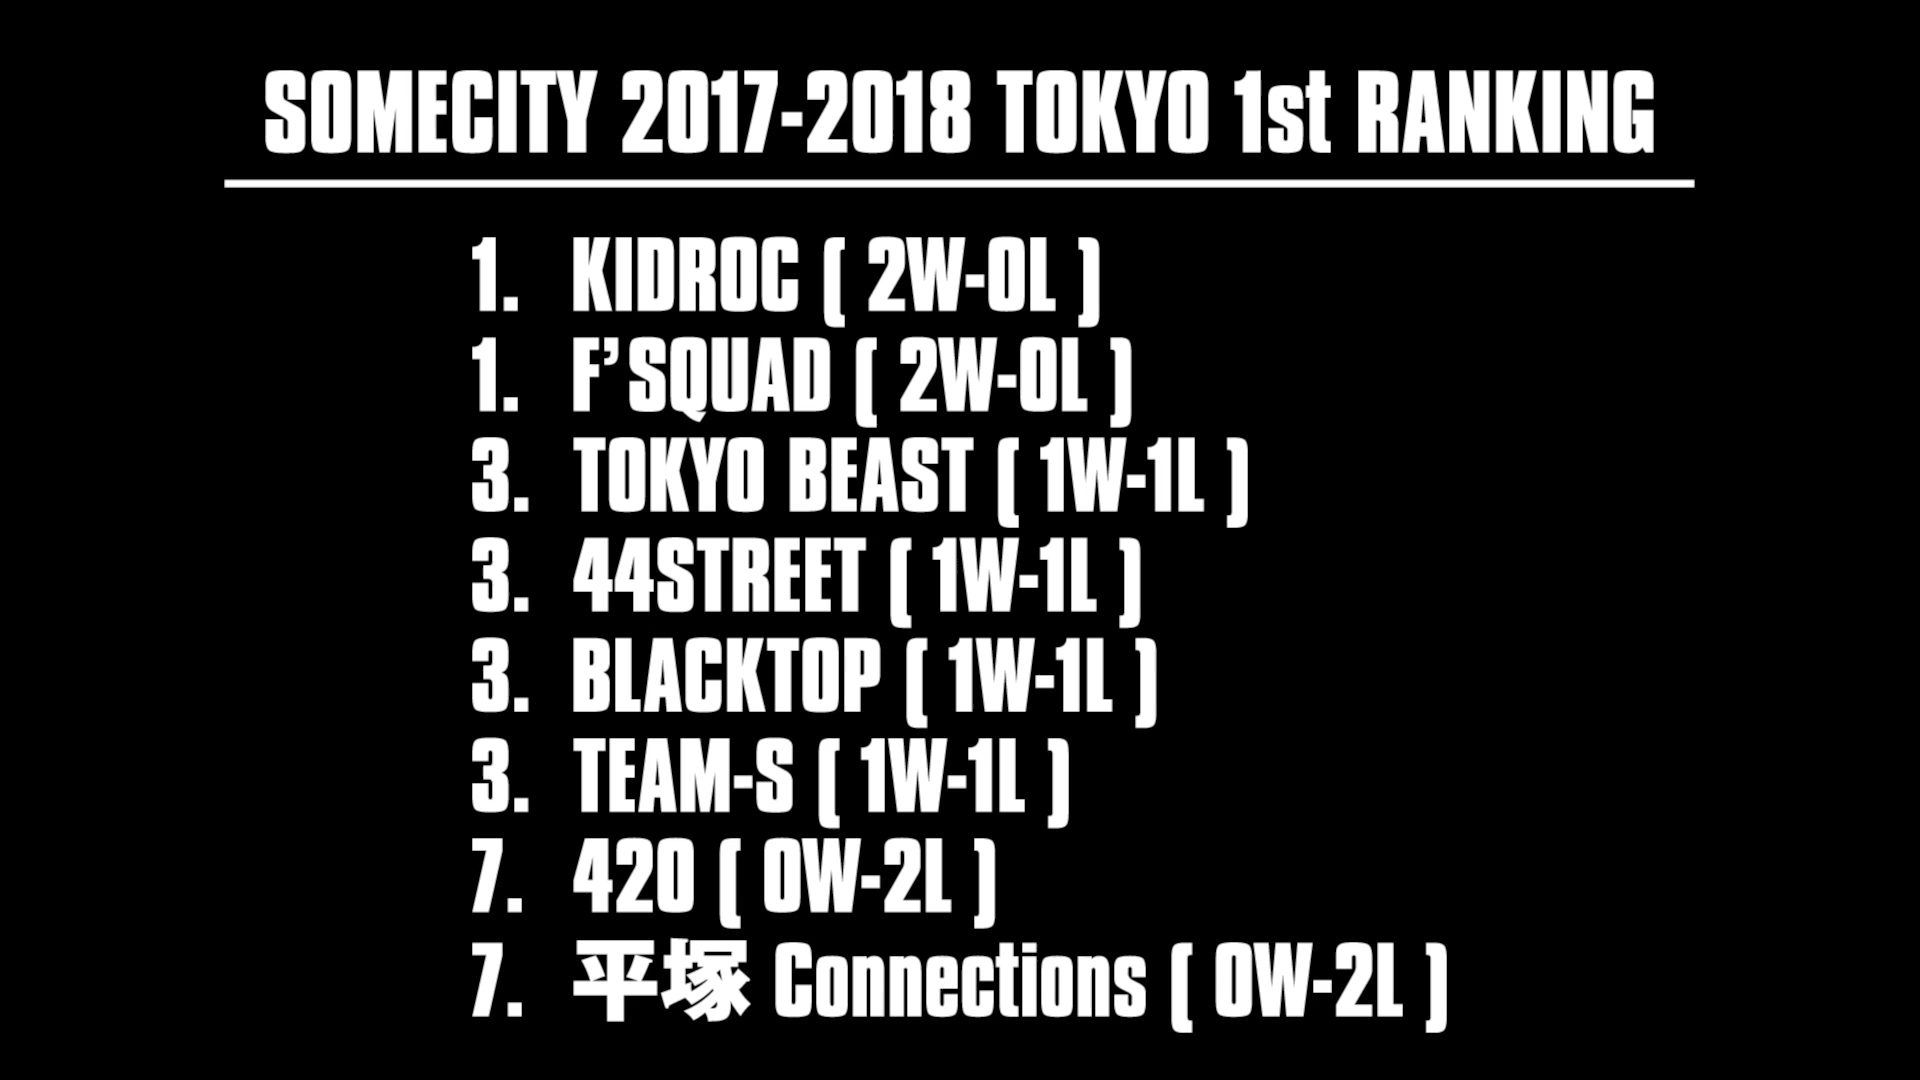 SOMECITY 2017-2018 TOKYO 1st RANKING
1. KIDROC ( 2W-0L )
1. F’SQUAD ( 2W-0L )
3. TOKYO BEAST ( 1W-1L )
3. 44STREET ( 1W-1L )
3. BLACKTOP ( 1W-1L )
3. TEAM-S ( 1W-1L )
7. 420 ( 0W-2L )
7. 平塚 Connections ( 0W-2L )